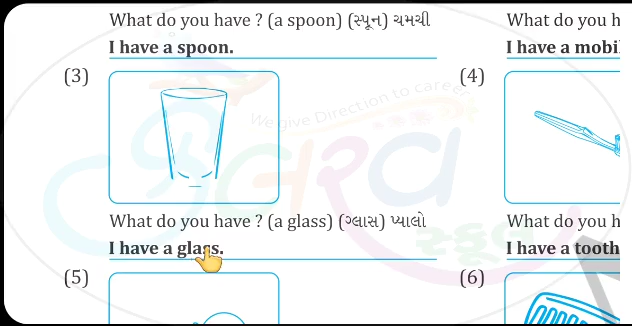 What do you have ? (a spoon) (સ્પૂન) ચમચી
I have a spoon.
What do you h
I have a mobi
(3)
(4)
We give Direction to career
કલરવ
What do you have ? (a glass) (ગ્લાસ) પ્યાલો
I have a glass.
What do you h
I have a tooth
સ્કૂલ
(5)
(6)